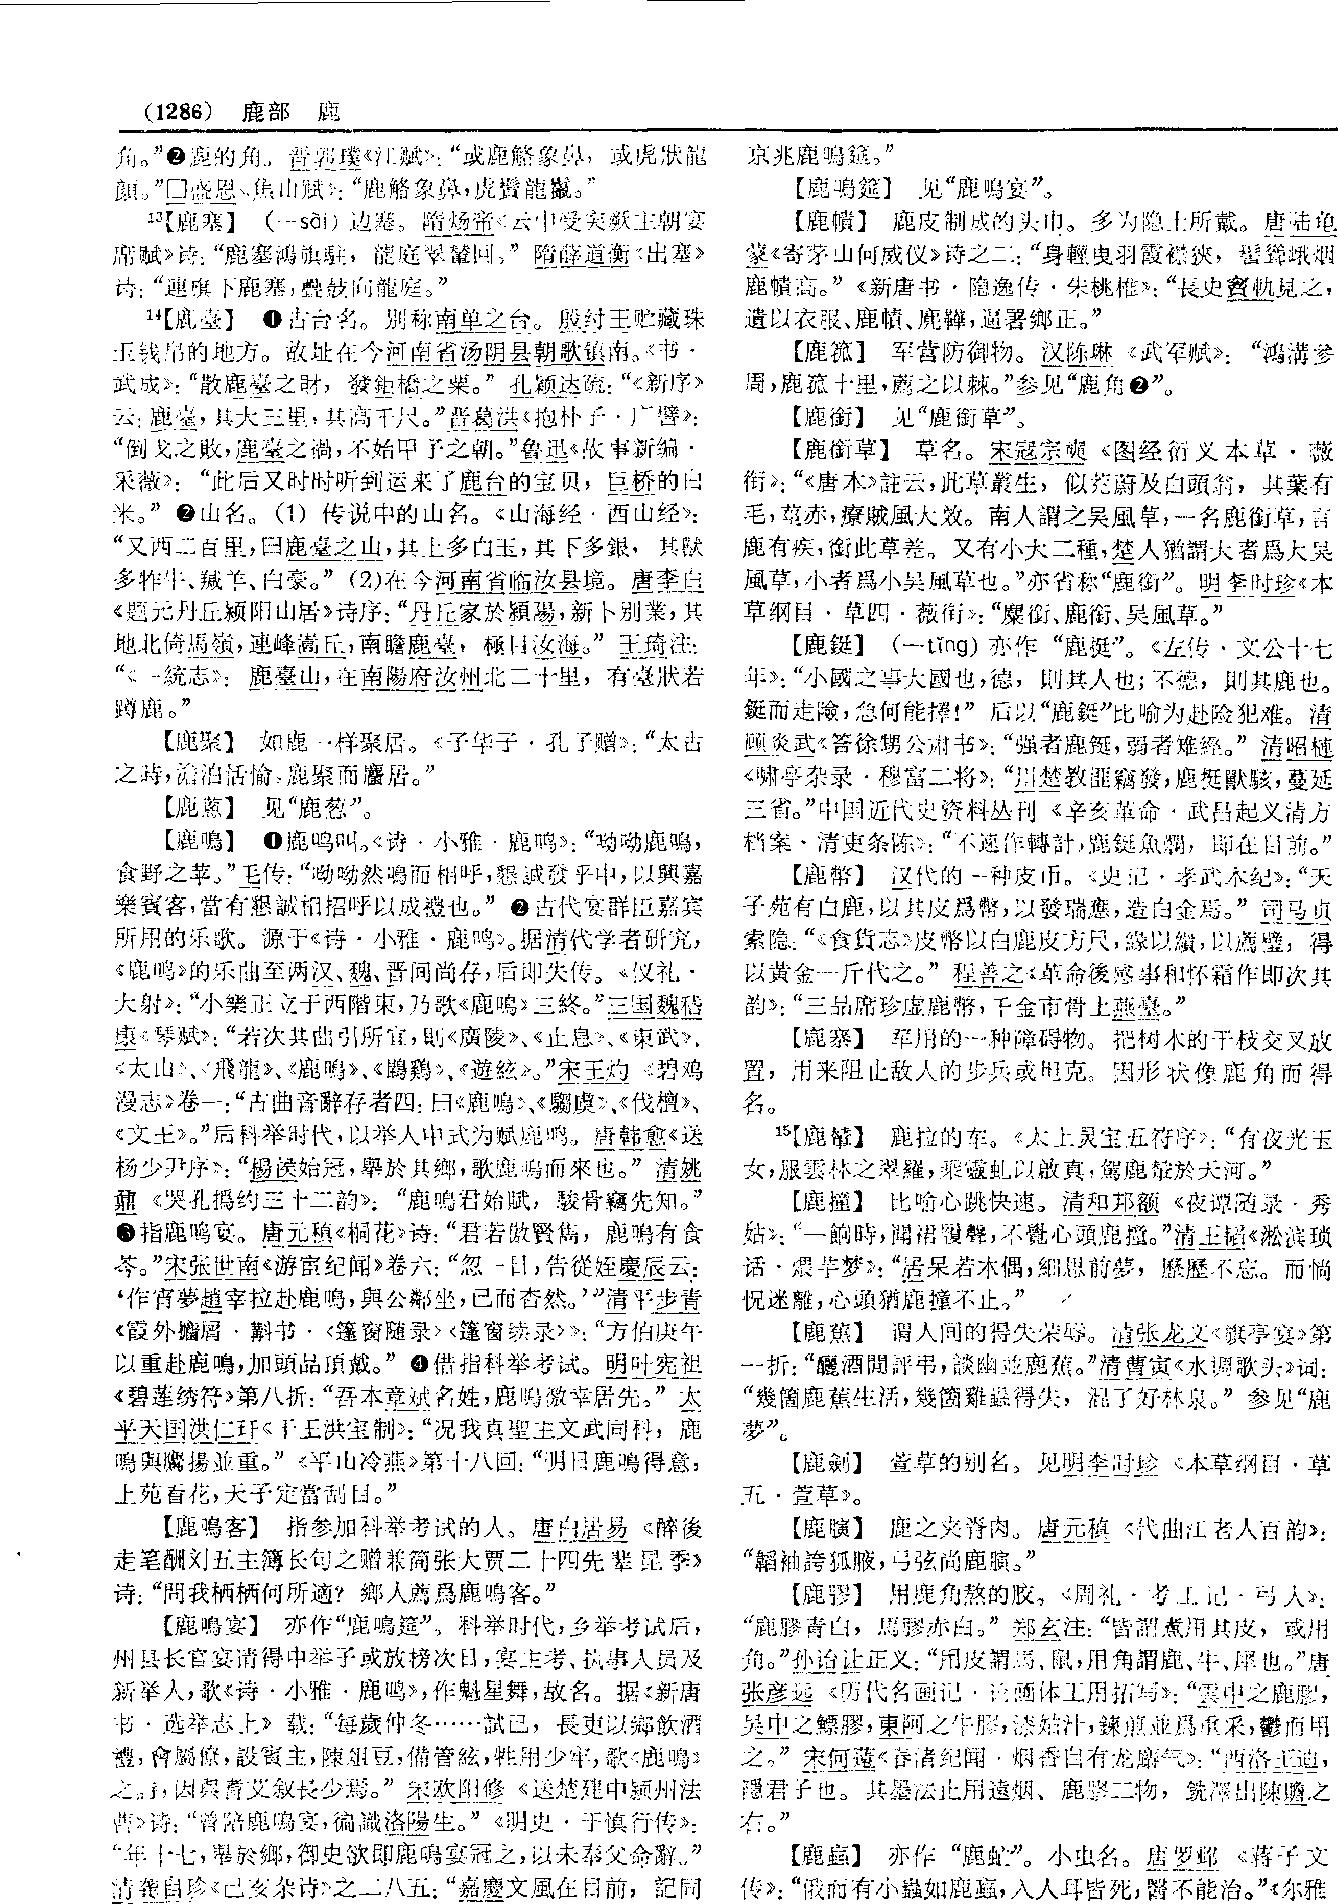 (1286) 鹿部 鹿
角。”❷鹿的角。晋郭璞《江赋》:“或鹿觡象鼻，或虎狀龍
顏。”□盛恩《焦山赋》:“鹿觡象鼻,虎鬢龍巤。”
¹³【鹿塞】 (一sài) 边塞。隋炀帝《云中受突厥主朝宴
席赋》诗:“鹿塞鴻旗駐，龍庭翠輦回。” 隋薛道衡《出塞》
诗:“連旗下鹿塞,疊鼓向龍庭。”
¹⁴【鹿臺】 ❶古台名。别称南单之台。殷纣王贮藏珠
玉钱帛的地方。故址在今河南省汤阴县朝歌镇南。《书·
武成》:“散鹿臺之財，發鉅橋之粟。” 孔颖达疏:“《新序》
云:鹿臺,其大三里,其高千尺。”晋葛洪《抱朴子·广譬》:
“倒戈之敗,鹿臺之禍,不始甲子之朝。”鲁迅《故事新编·
采薇》:“此后又时时听到运来了鹿台的宝贝，巨桥的白
米。” ❷山名。(1) 传说中的山名。《山海经·西山经》:
“又西二百里,曰鹿臺之山,其上多白玉,其下多銀，其獸
多㸲牛、羬羊、白豪。” (2)在今河南省临汝县境。唐李白
《题元丹丘颍阳山居》诗序:“丹丘家於潁陽,新卜别業,其
地北倚馬嶺,連峰嵩丘,南瞻鹿臺，極目汝海。” 王琦注:
“《一統志》:鹿臺山,在南陽府汝州北二十里，有臺狀若
蹲鹿。”
【鹿聚】 如鹿一样聚居。《子华子·孔子赠》:“太古
之時,澹泊恬愉,鹿聚而麕居。”
【鹿蔥】 见“鹿葱”。
【鹿鳴】 ❶鹿鸣叫。《诗·小雅·鹿鸣》:“呦呦鹿鳴，
食野之苹。”毛传:“呦呦然鳴而相呼,懇誠發乎中,以興嘉
樂賓客,當有懇誠相招呼以成禮也。” ❷古代宴群臣嘉宾
所用的乐歌。源于《诗·小雅·鹿鸣》。据清代学者研究，
《鹿鸣》的乐曲至两汉、魏、晋间尚存,后即失传。《仪礼·
大射》:“小樂正立于西階東,乃歌《鹿鳴》三終。”三国魏嵇
康《琴赋》:“若次其曲引所宜,則《廣陵》、《止息》、《東武》、
《太山》、《飛龍》、《鹿鳴》、《鵾鷄》、《遊絃》。”宋王灼《碧鸡
漫志》卷一:“古曲音辭存者四:曰《鹿鳴》、《騶虞》、《伐檀》、
《文王》。”后科举时代,以举人中式为赋鹿鸣。唐韩愈《送
杨少尹序》:“楊侯始冠,舉於其鄉,歌鹿鳴而來也。” 清姚
鼐《哭孔撝约三十二韵》:“鹿鳴君始賦，駿骨竊先知。”
❸指鹿鸣宴。唐元稹《桐花》诗:“君若傲賢雋，鹿鳴有食
芩。”宋张世南《游宦纪闻》卷六:“忽一日,告從姪慶辰云:
‘作宵夢趙宰拉赴鹿鳴,與公鄰坐,已而杳然。’”清平步青
《霞外攟屑·斠书·〈篷窗随录〉〈篷窗续录〉》:“方伯庚午
以重赴鹿鳴,加頭品頂戴。” ❹借指科举考试。明叶宪祖
《碧莲绣符》第八折:“吾本章斌名姓,鹿鳴徼幸居先。” 太
平天囯洪仁玕《干王洪宝制》:“况我真聖主文武同科，鹿
鳴與鷹揚並重。”《平山冷燕》第十八回:“明日鹿鳴得意，
上苑看花,天子定當刮目。”
【鹿鳴客】 指参加科举考试的人。唐白居易《醉後
走笔酬刘五主簿长句之赠兼简张大贾二十四先辈昆季》
诗:“問我栖栖何所適？鄉人薦爲鹿鳴客。”
【鹿鳴宴】 亦作“鹿鳴筵”。科举时代,乡举考试后，
州县长官宴请得中举子或放榜次日,宴主考、执事人员及
新举人,歌《诗·小雅·鹿鸣》,作魁星舞,故名。据《新唐
书·选举志上》载:“每歲仲冬……試已，長吏以鄉飲酒
禮,會屬僚,設賓主,陳俎豆,備管絃,牲用少牢,歌《鹿鳴》
之詩,因與耆艾叙長少焉。” 宋欧阳修《送楚建中颍州法
曹》诗:“曾陪鹿鳴宴,徧識洛陽生。”《明史·于慎行传》:
“年十七,舉於鄉,御史欲即鹿鳴宴冠之,以未奉父命辭。”
清龚自珍《己亥杂诗》之二八五:“嘉慶文風在目前，記同
京兆鹿鳴筵。”
【鹿鳴筵】 见“鹿鳴宴”。
【鹿幘】 鹿皮制成的头巾。多为隐士所戴。唐陆龟
蒙《寄茅山何威仪》诗之二:“身輕曳羽霞襟狹，髻聳峨烟
鹿幘高。”《新唐书·隐逸传·朱桃椎》:“長史竇軌見之，
遺以衣服、鹿幘、麂鞾,逼署鄉正。”
【鹿菰】 军营防御物。汉陈琳《武军赋》:“鴻溝參
周,鹿菰十里,薦之以棘。”参见“鹿角❷”。
【鹿銜】 见“鹿銜草”。
【鹿銜草】 草名。宋寇宗奭《图经衍义本草·薇
衔》:“《唐本》註云,此草叢生，似茺蔚及白頭翁，其葉有
毛,莖赤,療賊風大效。南人謂之吴風草,一名鹿銜草,言
鹿有疾,銜此草差。又有小大二種,楚人猶謂大者爲大吴
風草,小者爲小吴風草也。”亦省称“鹿銜”。明李时珍《本
草纲目·草四·薇衔》:“糜銜、鹿銜、吴風草。”
【鹿鋌】 (一tǐng) 亦作“鹿挺”。《左传·文公十七
年》:“小國之事大國也,德，則其人也;不德，則其鹿也。
鋌而走險,急何能擇!” 后以“鹿鋌”比喻为赴险犯难。清
顾炎武《答徐甥公肃书》:“强者鹿鋌,弱者雉經。” 清昭梿
《啸亭杂录·穆富二将》:“川楚教匪竊發,鹿挺獸駭,蔓延
三省。”中国近代史资料丛刊《辛亥革命·武昌起义清方
档案·清吏条陈》:“不速作轉計,鹿鋌魚爛，即在目前。”
【鹿幣】 汉代的一种皮币。《史记·孝武本纪》:“天
子苑有白鹿,以其皮爲幣,以發瑞應,造白金焉。” 司马贞
索隐:“《食貨志》皮幣以白鹿皮方尺,緣以繢,以薦璧，得
以黄金一斤代之。” 程善之《革命後感事和怀霜作即次其
韵》:“三品席珍虚鹿幣,千金市骨上燕臺。”
【鹿寨】 军用的一种障碍物。把树木的干枝交叉放
置，用来阻止敌人的步兵或坦克。因形状像鹿角而得
名。
¹⁵【鹿輦】 鹿拉的车。《太上灵宝五符序》:“有夜光玉
女,服雲林之翠羅,乘靈虬以啟真,駕鹿輦於天河。”
【鹿撞】 比喻心跳快速。清和邦额《夜谭随录·秀
姑》:“一餉時,聞裙履聲,不覺心頭鹿撞。”清王韬《淞滨琐
话·煨芋梦》:“居呆若木偶,細思前夢，歷歷不忘。而惝
怳迷離,心頭猶鹿撞不止。”
【鹿蕉】 谓人间的得失荣辱。清张龙文《旗亭宴》第
一折:“釃酒閒評弔,談幽並鹿蕉。”清曹寅《水调歌头》词:
“幾箇鹿蕉生活,幾箇雞蟲得失，混了好林泉。” 参见“鹿
夢”。
【鹿劍】 萱草的别名。见明李时珍《本草纲目·草
五·萱草》。
【鹿䐹】 鹿之夹脊肉。唐元稹《代曲江老人百韵》:
“韜袖誇狐腋,弓弦尚鹿䐹。”
【鹿膠】 用鹿角熬的胶。《周礼·考工记·弓人》:
“鹿膠青白，馬膠赤白。” 郑玄注:“皆謂煮用其皮，或用
角。”孙诒让正义:“用皮謂馬、鼠,用角謂鹿、牛、犀也。”唐
张彦远《历代名画记·论画体工用拓写》:“雲中之鹿膠，
吴中之鰾膠,東阿之牛膠,漆姑汁,鍊煎並爲重采,鬱而用
之。” 宋何薳《春渚纪闻·烟香自有龙麝气》:“西洛王迪，
隱君子也。其墨法止用遠烟、鹿膠二物，銑澤出陳贍之
右。”
【鹿蝨】 亦作“鹿虵”。小虫名。唐罗邺《蒋子文
传》:“俄而有小蟲如鹿蝨,入人耳皆死,醫不能治。”《尔雅